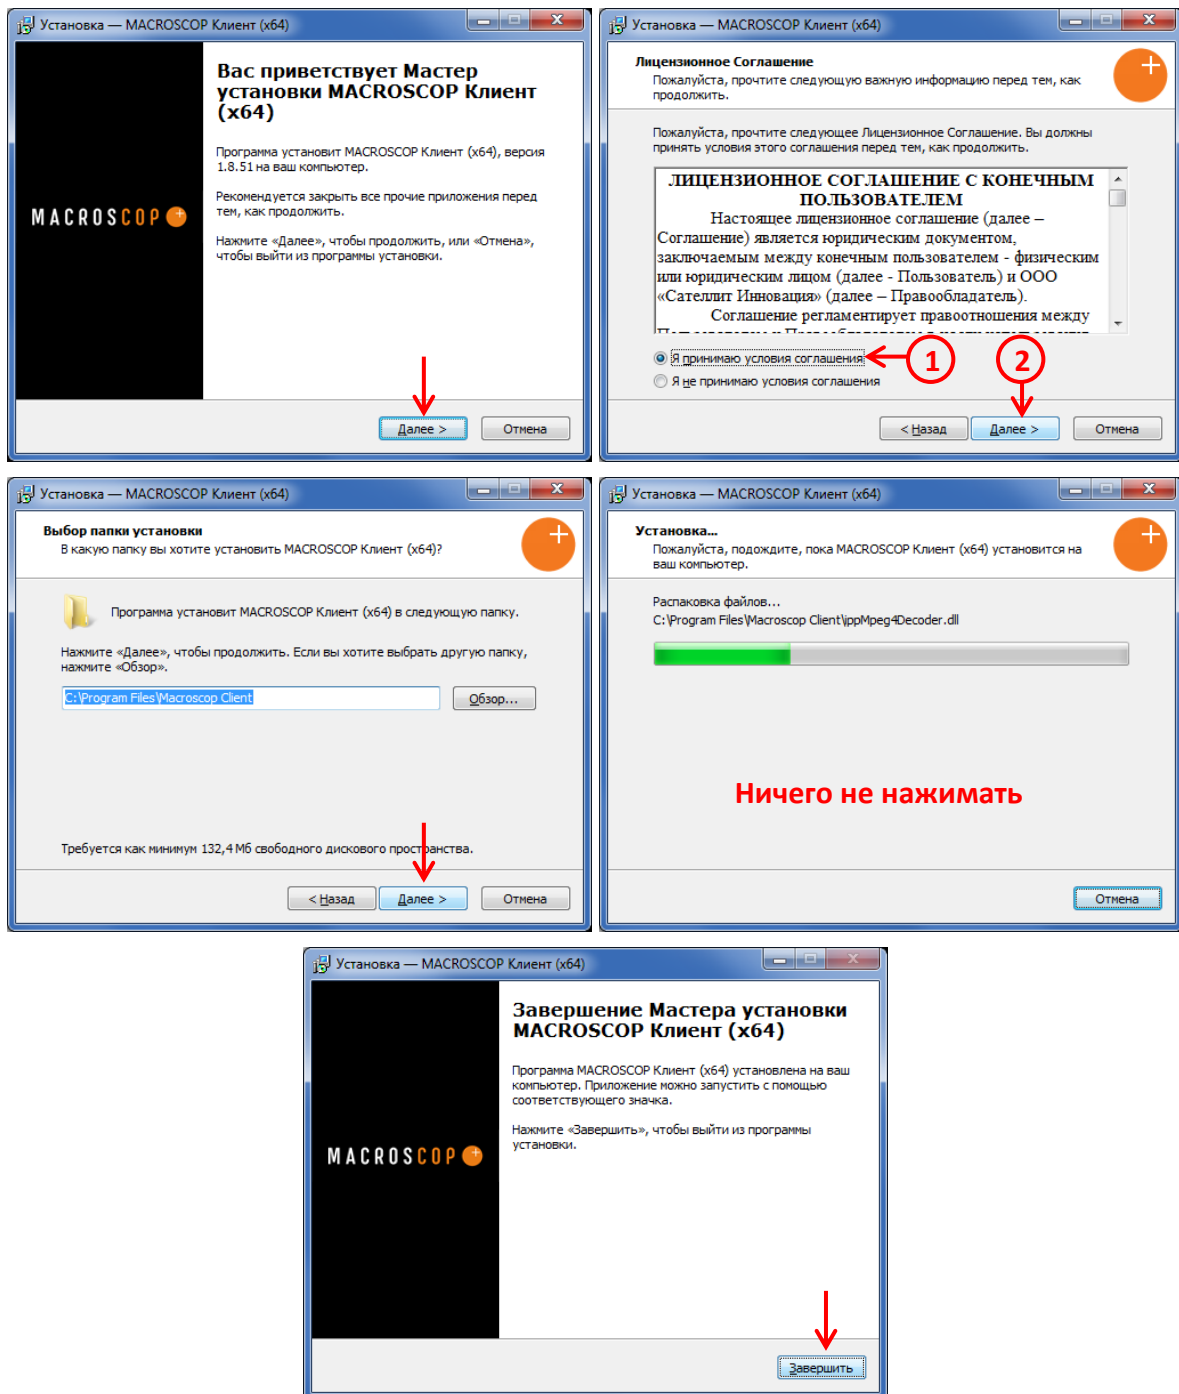 Установка — MACROSCOP Клиент (x64)
Вас приветствует Мастер
установки MACROSCOP Клиент
(x64)
Программа установит MACROSCOP Клиент (x64), версия
1.8.51 на ваш компьютер.
Рекомендуется закрыть все прочие приложения перед
тем, как продолжить.
Нажмите «Далее», чтобы продолжить, или «Отмена»,
чтобы выйти из программы установки.
MACROSCOP
Далее >
Отмена
Установка — MACROSCOP Клиент (x64)
Лицензионное Соглашение
Пожалуйста, прочтите следующую важную информацию перед тем, как
продолжить.
Пожалуйста, прочтите следующее Лицензионное Соглашение. Вы должны
принять условия этого соглашения перед тем, как продолжить.
ЛИЦЕНЗИОННОЕ СОГЛАШЕНИЕ С КОНЕЧНЫМ
ПОЛЬЗОВАТЕЛЕМ
Настоящее лицензионное соглашение (далее –
Соглашение) является юридическим документом,
заключаемым между конечным пользователем - физическим
или юридическим лицом (далее - Пользователь) и ООО
«Сателлит Инновация» (далее – Правообладатель).
Соглашение регламентирует правоотношения между
Я принимаю условия соглашения
1
2
Я не принимаю условия соглашения
< Назад
Далее >
Отмена
Установка — MACROSCOP Клиент (x64)
Выбор папки установки
В какую папку вы хотите установить MACROSCOP Клиент (x64)?
Программа установит MACROSCOP Клиент (x64) в следующую папку.
Нажмите «Далее», чтобы продолжить. Если вы хотите выбрать другую папку,
нажмите «Обзор».
C:\Program Files\Macroscop Client
Обзор...
Требуется как минимум 132,4 Мб свободного дискового пространства.
< Назад
Далее >
Отмена
Установка — MACROSCOP Клиент (x64)
Установка...
Пожалуйста, подождите, пока MACROSCOP Клиент (x64) установится на
ваш компьютер.
Распаковка файлов...
C:\Program Files\Macroscop Client\ippMpeg4Decoder.dll
Ничего не нажимать
Отмена
Установка — MACROSCOP Клиент (x64)
Завершение Мастера установки
MACROSCOP Клиент (x64)
Программа MACROSCOP Клиент (x64) установлена на ваш
компьютер. Приложение можно запустить с помощью
соответствующего значка.
Нажмите «Завершить», чтобы выйти из программы
установки.
MACROSCOP
Завершить